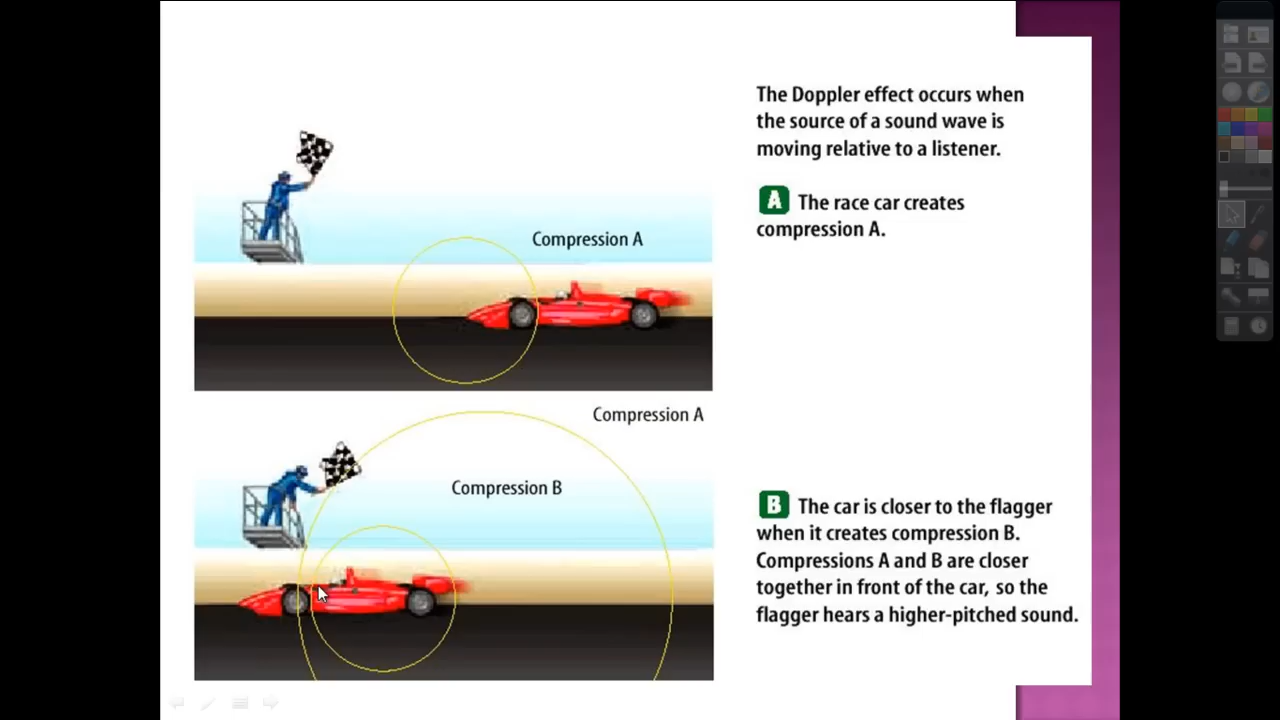 The Doppler effect occurs when
the source of a sound wave is
moving relative to a listener.
A The race car creates
compression A.
Compression A
Compression A
Compression B
B The car is closer to the flagger
when it creates compression B.
Compressions A and B are closer
together in front of the car, so the
flagger hears a higher-pitched sound.